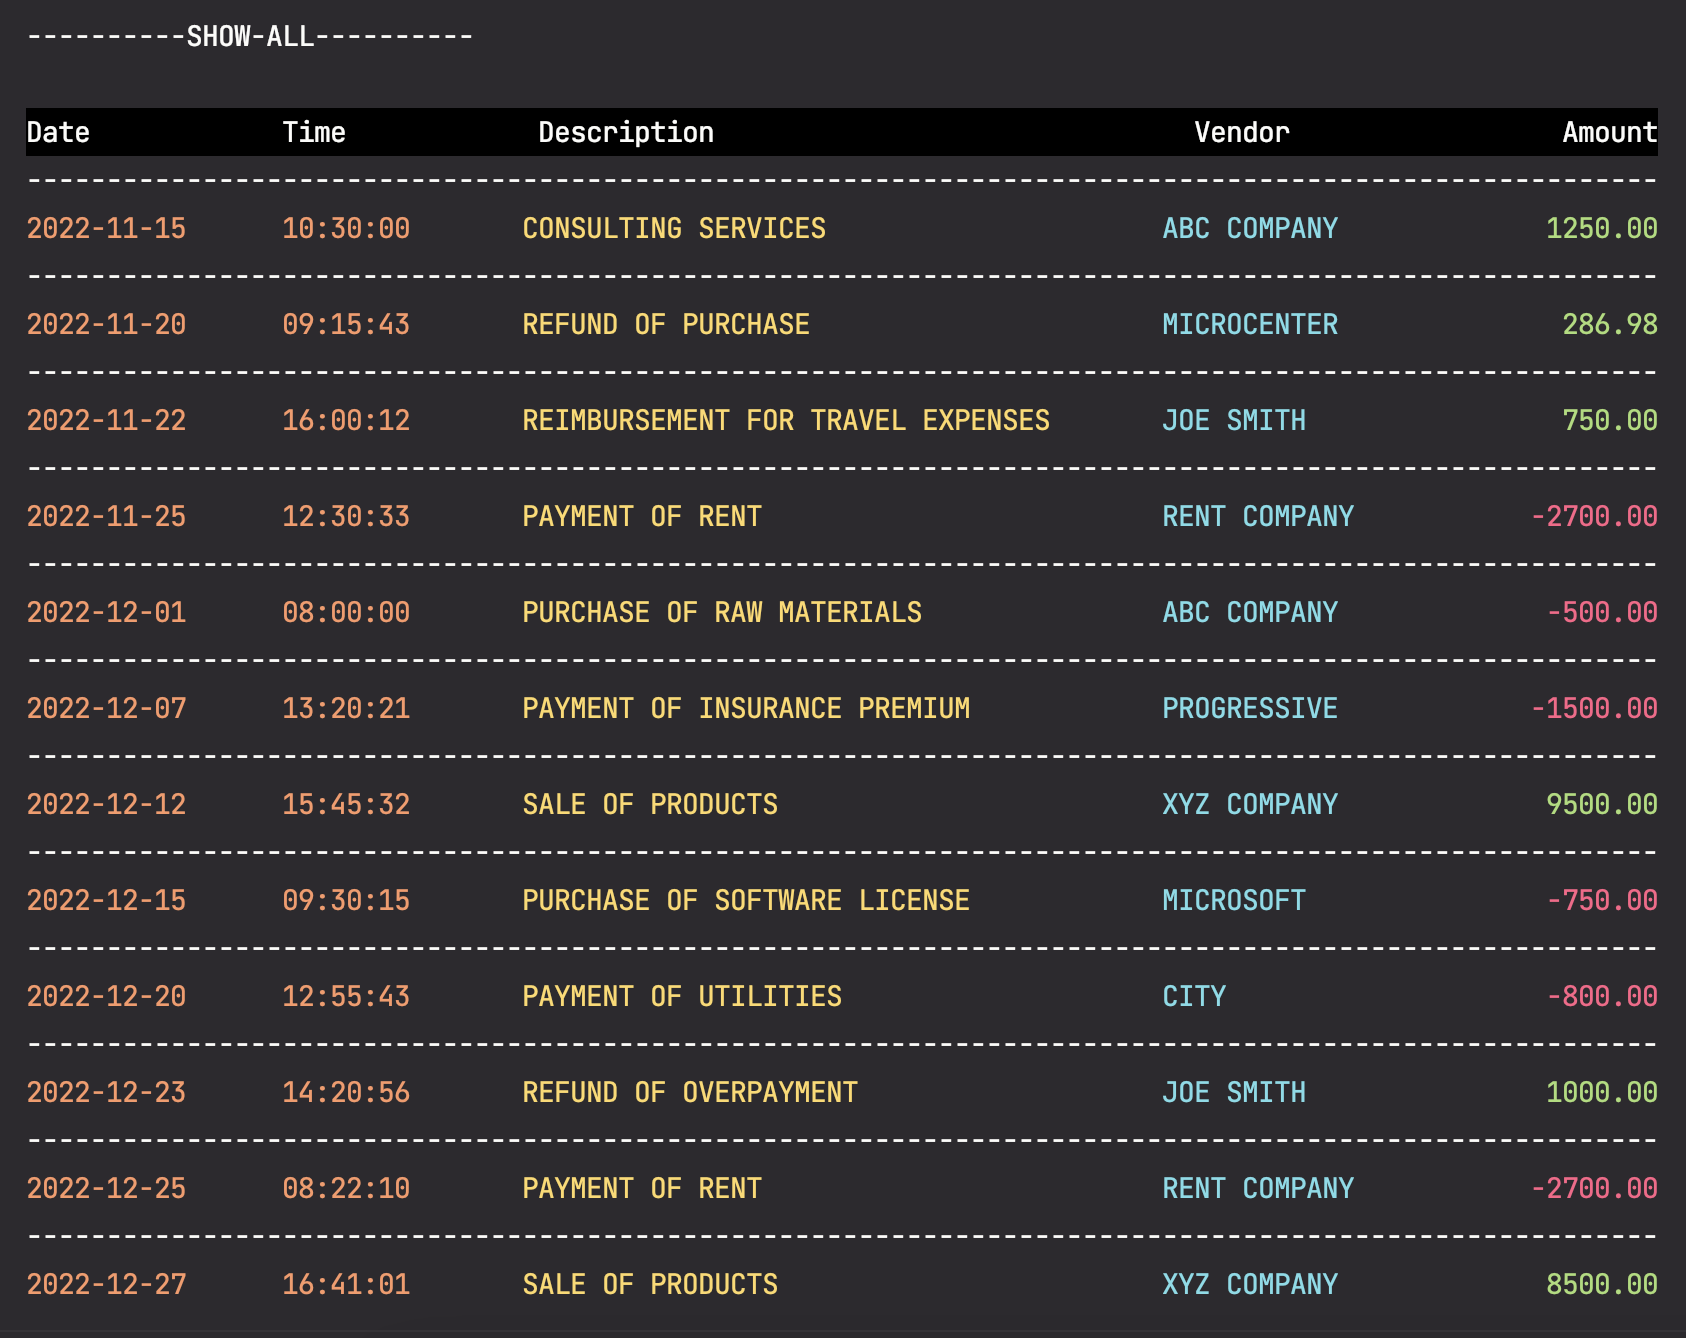 ----------SHOW-ALL----------
Date Time Description Vendor Amount
------------------------------------------------------------------------------------------------------
2022-11-15 10:30:00 CONSULTING SERVICES ABC COMPANY 1250.00
------------------------------------------------------------------------------------------------------
2022-11-20 09:15:43 REFUND OF PURCHASE MICROCENTER 286.98
------------------------------------------------------------------------------------------------------
2022-11-22 16:00:12 REIMBURSEMENT FOR TRAVEL EXPENSES JOE SMITH 750.00
------------------------------------------------------------------------------------------------------
2022-11-25 12:30:33 PAYMENT OF RENT RENT COMPANY -2700.00
------------------------------------------------------------------------------------------------------
2022-12-01 08:00:00 PURCHASE OF RAW MATERIALS ABC COMPANY -500.00
------------------------------------------------------------------------------------------------------
2022-12-07 13:20:21 PAYMENT OF INSURANCE PREMIUM PROGRESSIVE -1500.00
------------------------------------------------------------------------------------------------------
2022-12-12 15:45:32 SALE OF PRODUCTS XYZ COMPANY 9500.00
------------------------------------------------------------------------------------------------------
2022-12-15 09:30:15 PURCHASE OF SOFTWARE LICENSE MICROSOFT -750.00
------------------------------------------------------------------------------------------------------
2022-12-20 12:55:43 PAYMENT OF UTILITIES CITY -800.00
------------------------------------------------------------------------------------------------------
2022-12-23 14:20:56 REFUND OF OVERPAYMENT JOE SMITH 1000.00
------------------------------------------------------------------------------------------------------
2022-12-25 08:22:10 PAYMENT OF RENT RENT COMPANY -2700.00
------------------------------------------------------------------------------------------------------
2022-12-27 16:41:01 SALE OF PRODUCTS XYZ COMPANY 8500.00